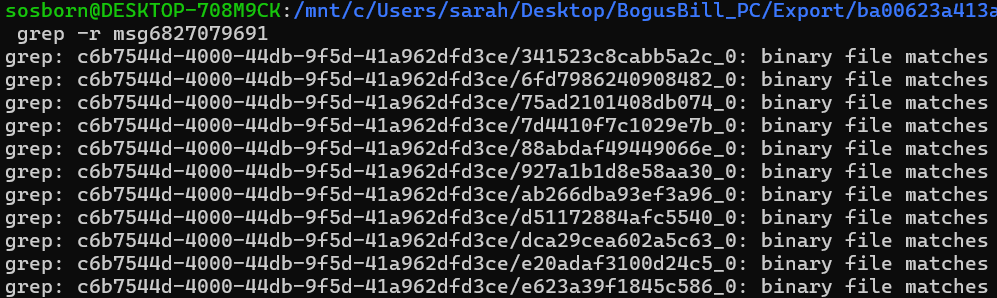 sosborn@DESKTOP-708M9CK:/mnt/c/Users/sarah/Desktop/BogusBill_PC/Export/ba00623a413a
grep -r msg6827079691
grep: c6b7544d-4000-44db-9f5d-41a962dfd3ce/341523c8cabb5a2c_0: binary file matches
grep: c6b7544d-4000-44db-9f5d-41a962dfd3ce/6fd7986240908482_0: binary file matches
grep: c6b7544d-4000-44db-9f5d-41a962dfd3ce/75ad2101408db074_0: binary file matches
grep: c6b7544d-4000-44db-9f5d-41a962dfd3ce/7d4410f7c1029e7b_0: binary file matches
grep: c6b7544d-4000-44db-9f5d-41a962dfd3ce/88abdaf49449066e_0: binary file matches
grep: c6b7544d-4000-44db-9f5d-41a962dfd3ce/927a1b1d8e58aa30_0: binary file matches
grep: c6b7544d-4000-44db-9f5d-41a962dfd3ce/ab266dba93ef3a96_0: binary file matches
grep: c6b7544d-4000-44db-9f5d-41a962dfd3ce/d51172884afc5540_0: binary file matches
grep: c6b7544d-4000-44db-9f5d-41a962dfd3ce/dca29cea602a5c63_0: binary file matches
grep: c6b7544d-4000-44db-9f5d-41a962dfd3ce/e20adaf3100d24c5_0: binary file matches
grep: c6b7544d-4000-44db-9f5d-41a962dfd3ce/e623a39f1845c586_0: binary file matches